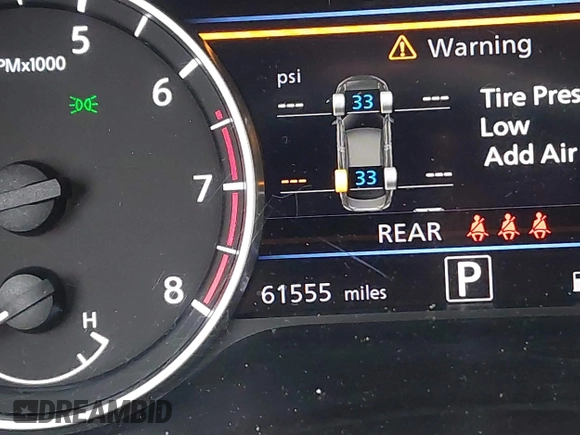 5
PMx1000
6
7
8
H
Warning
psi
--- 33 ---
--- 33 ---
Tire Pres
Low
Add Air
REAR
61555 miles
P
DREAMBID